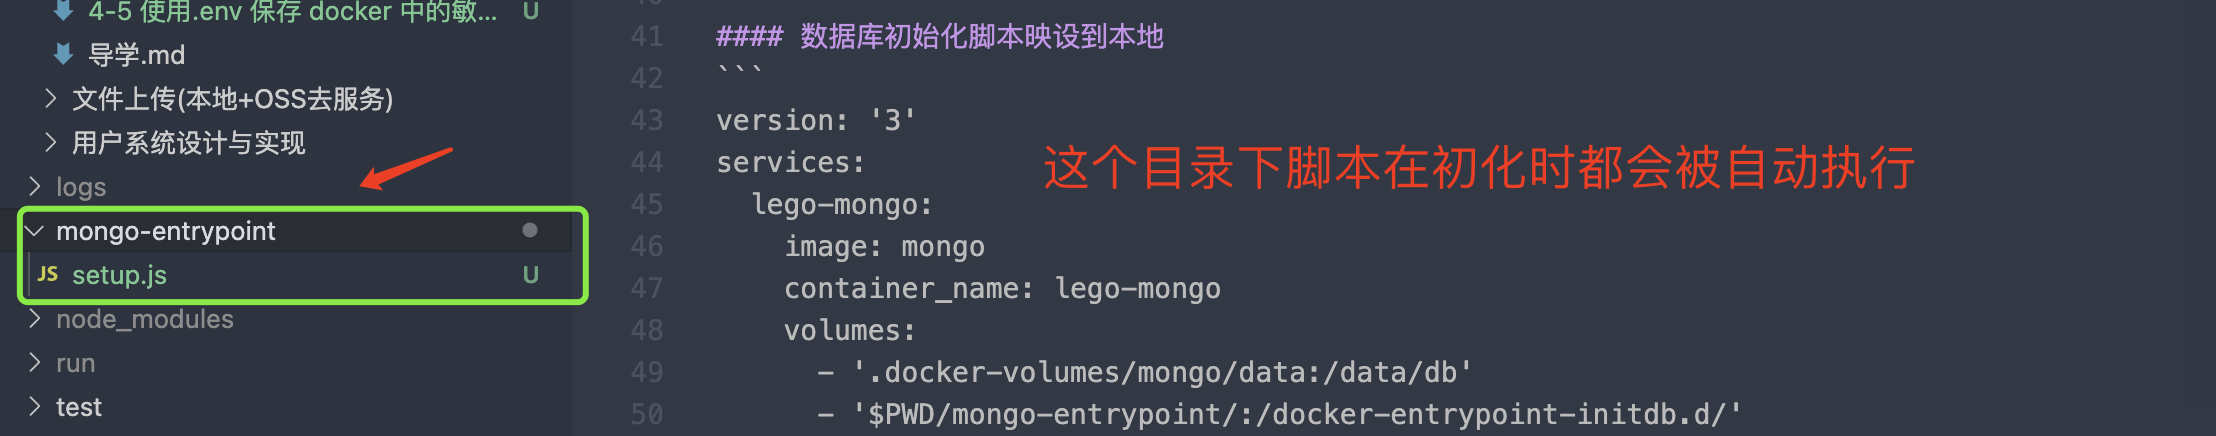 4-5 使用.env 保存 docker 中的敏... U
导学.md
文件上传(本地+OSS去服务)
用户系统设计与实现
logs
mongo-entrypoint
JS setup.js U
node_modules
run
test
41 #### 数据库初始化脚本映设到本地
42 ```
43 version: '3'
44 services:
45 lego-mongo:
46 image: mongo
47 container_name: lego-mongo
48 volumes:
49 - '.docker-volumes/mongo/data:/data/db'
50 - '$PWD/mongo-entrypoint/:/docker-entrypoint-initdb.d/'
这个目录下脚本在初化时都会被自动执行